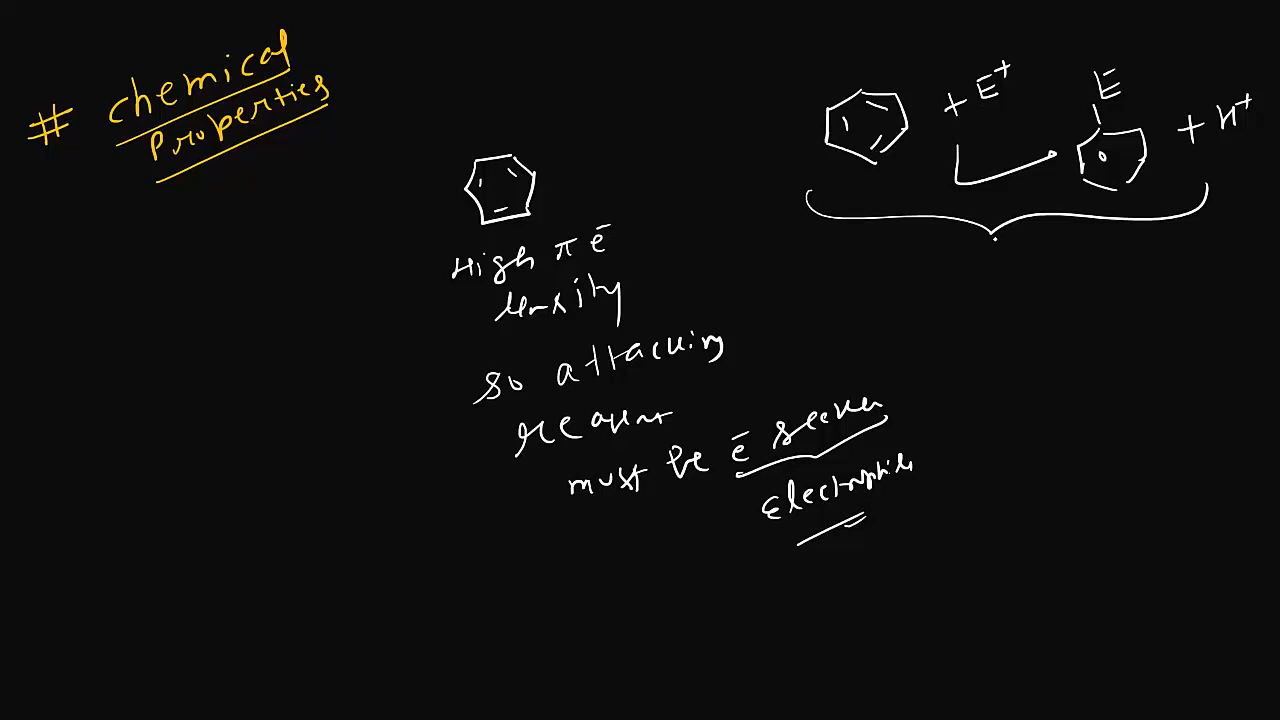 # chemical
Properties
+ E+
E
+ H+
High π ē
density
so attacking
reagent
must be ē seeker
Electrophile